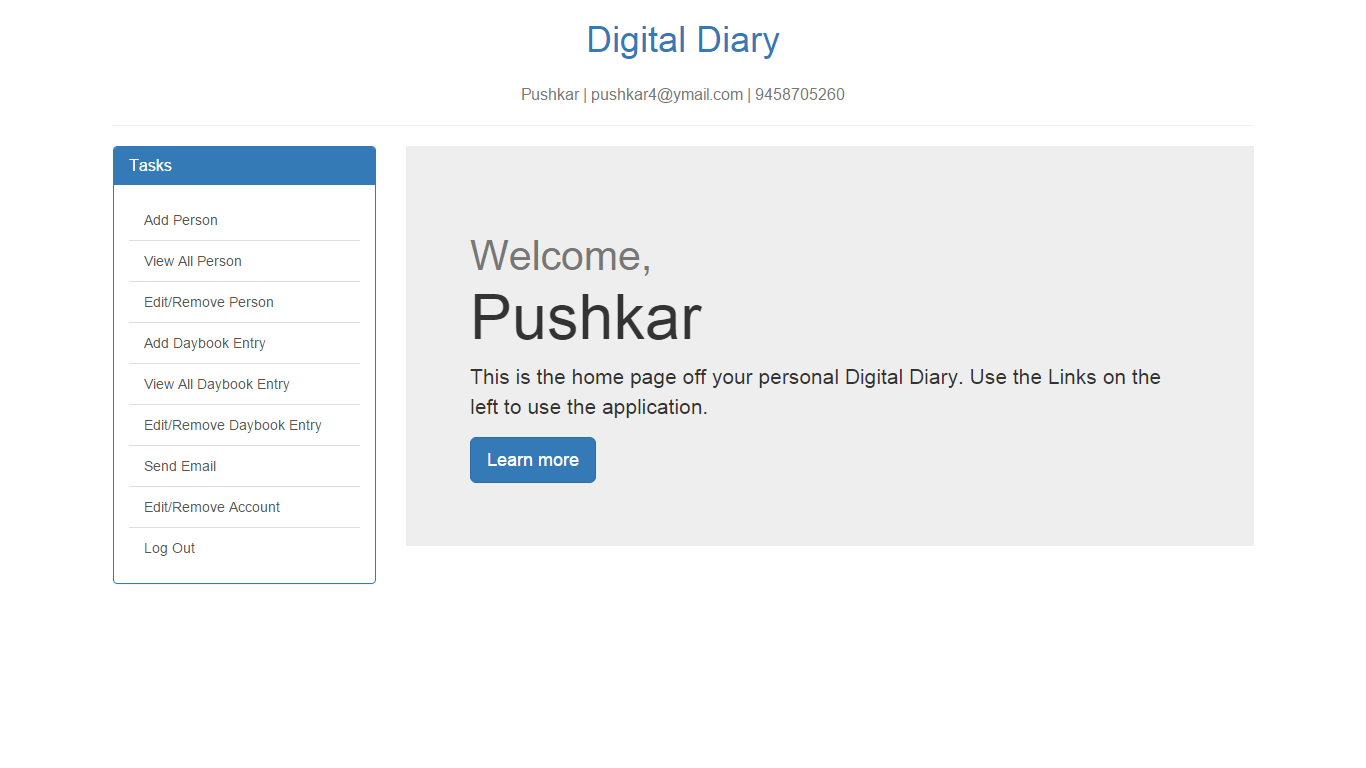 Digital Diary
Pushkar | pushkar4@ymail.com | 9458705260
Tasks
Add Person
View All Person
Edit/Remove Person
Add Daybook Entry
View All Daybook Entry
Edit/Remove Daybook Entry
Send Email
Edit/Remove Account
Log Out
Welcome,
Pushkar
This is the home page off your personal Digital Diary. Use the Links on the
left to use the application.
Learn more